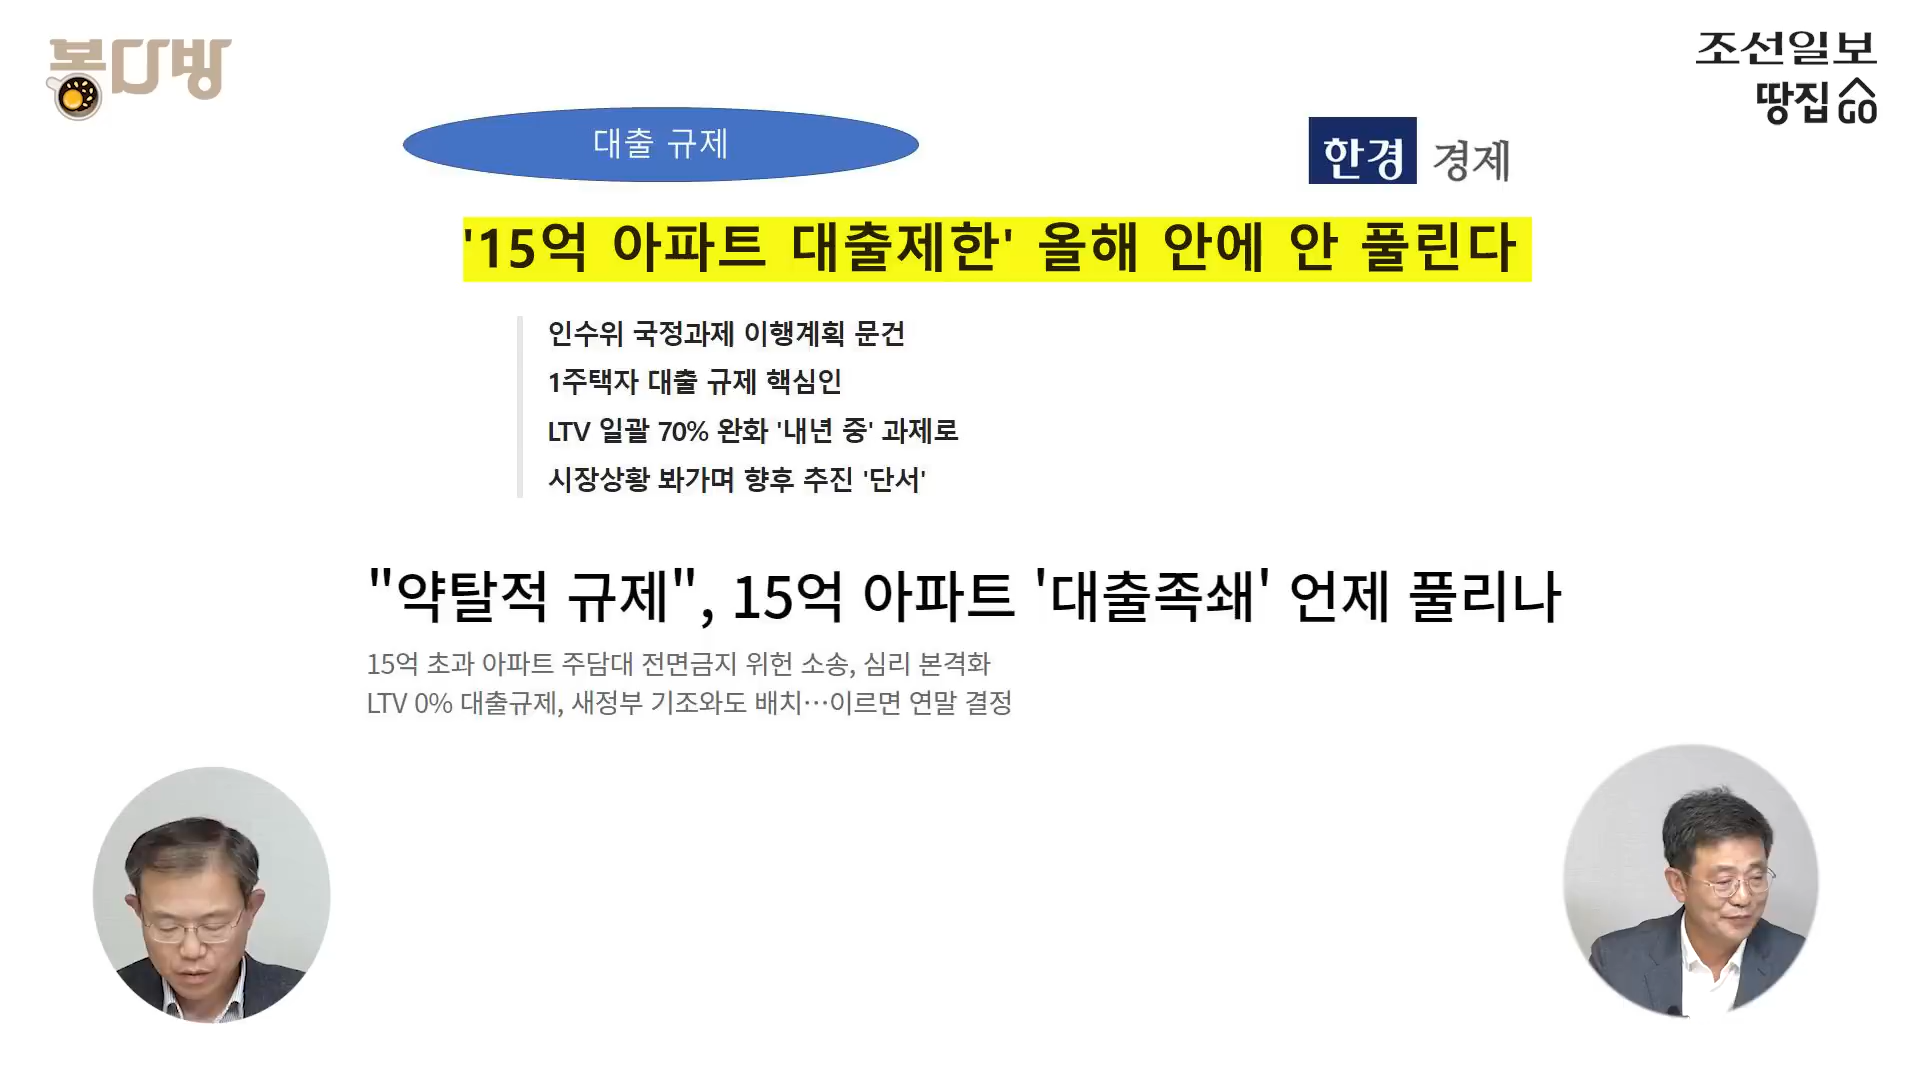 봉다방
조선일보
땅집GO
대출 규제
한경 경제
'15억 아파트 대출제한' 올해 안에 안 풀린다
인수위 국정과제 이행계획 문건
1주택자 대출 규제 핵심인
LTV 일괄 70% 완화 '내년 중' 과제로
시장상황 봐가며 향후 추진 '단서'
"약탈적 규제", 15억 아파트 '대출족쇄' 언제 풀리나
15억 초과 아파트 주담대 전면금지 위헌 소송, 심리 본격화
LTV 0% 대출규제, 새정부 기조와도 배치…이르면 연말 결정